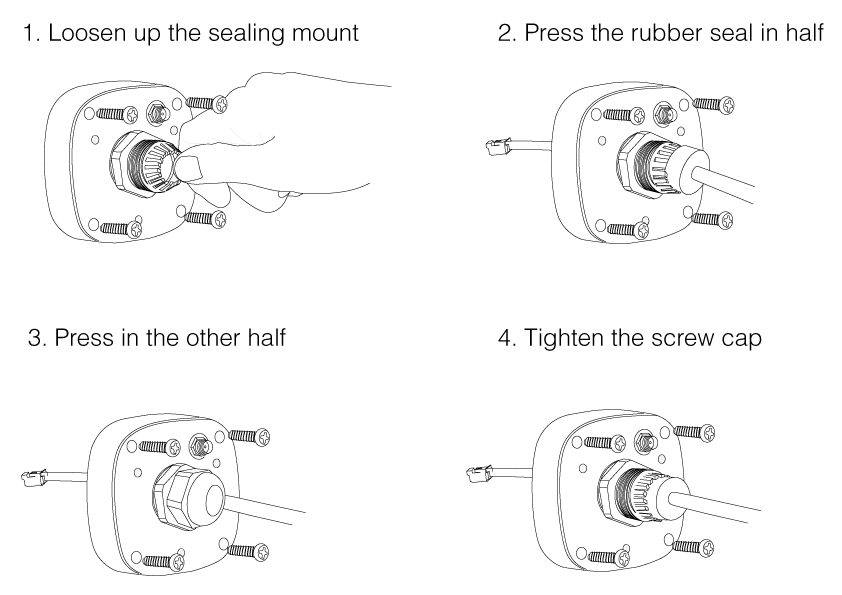 1. Loosen up the sealing mount
2. Press the rubber seal in half
3. Press in the other half
4. Tighten the screw cap